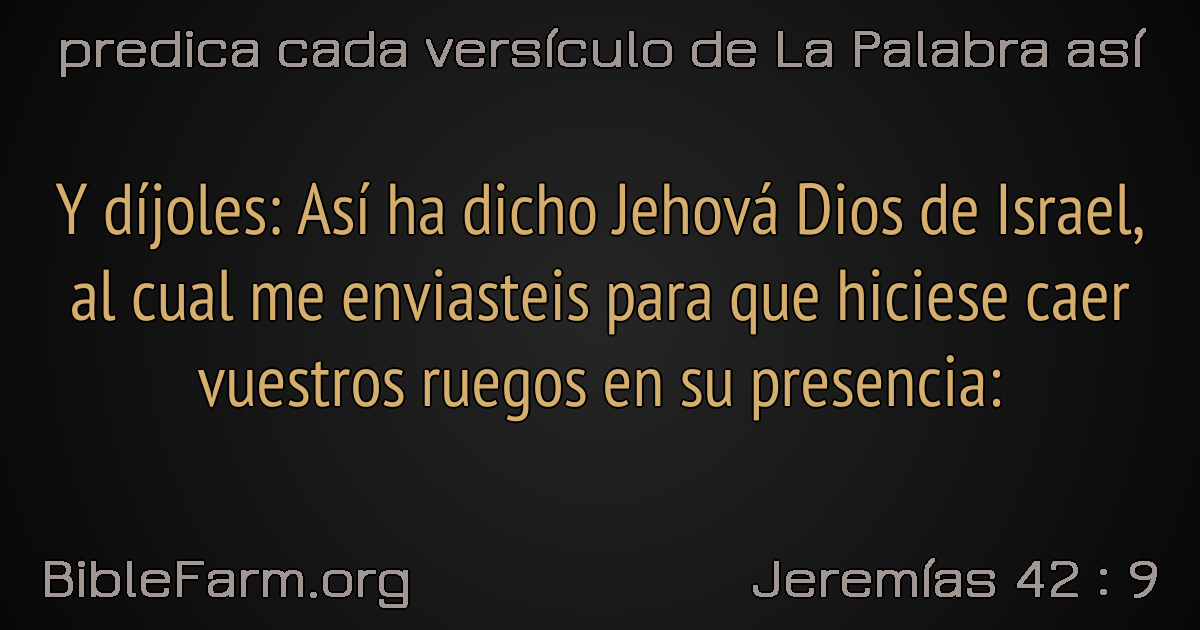 predica cada versículo de La Palabra así
Y díjoles: Así ha dicho Jehová Dios de Israel,
al cual me enviasteis para que hiciese caer
vuestros ruegos en su presencia:
BibleFarm.org
Jeremías 42 : 9